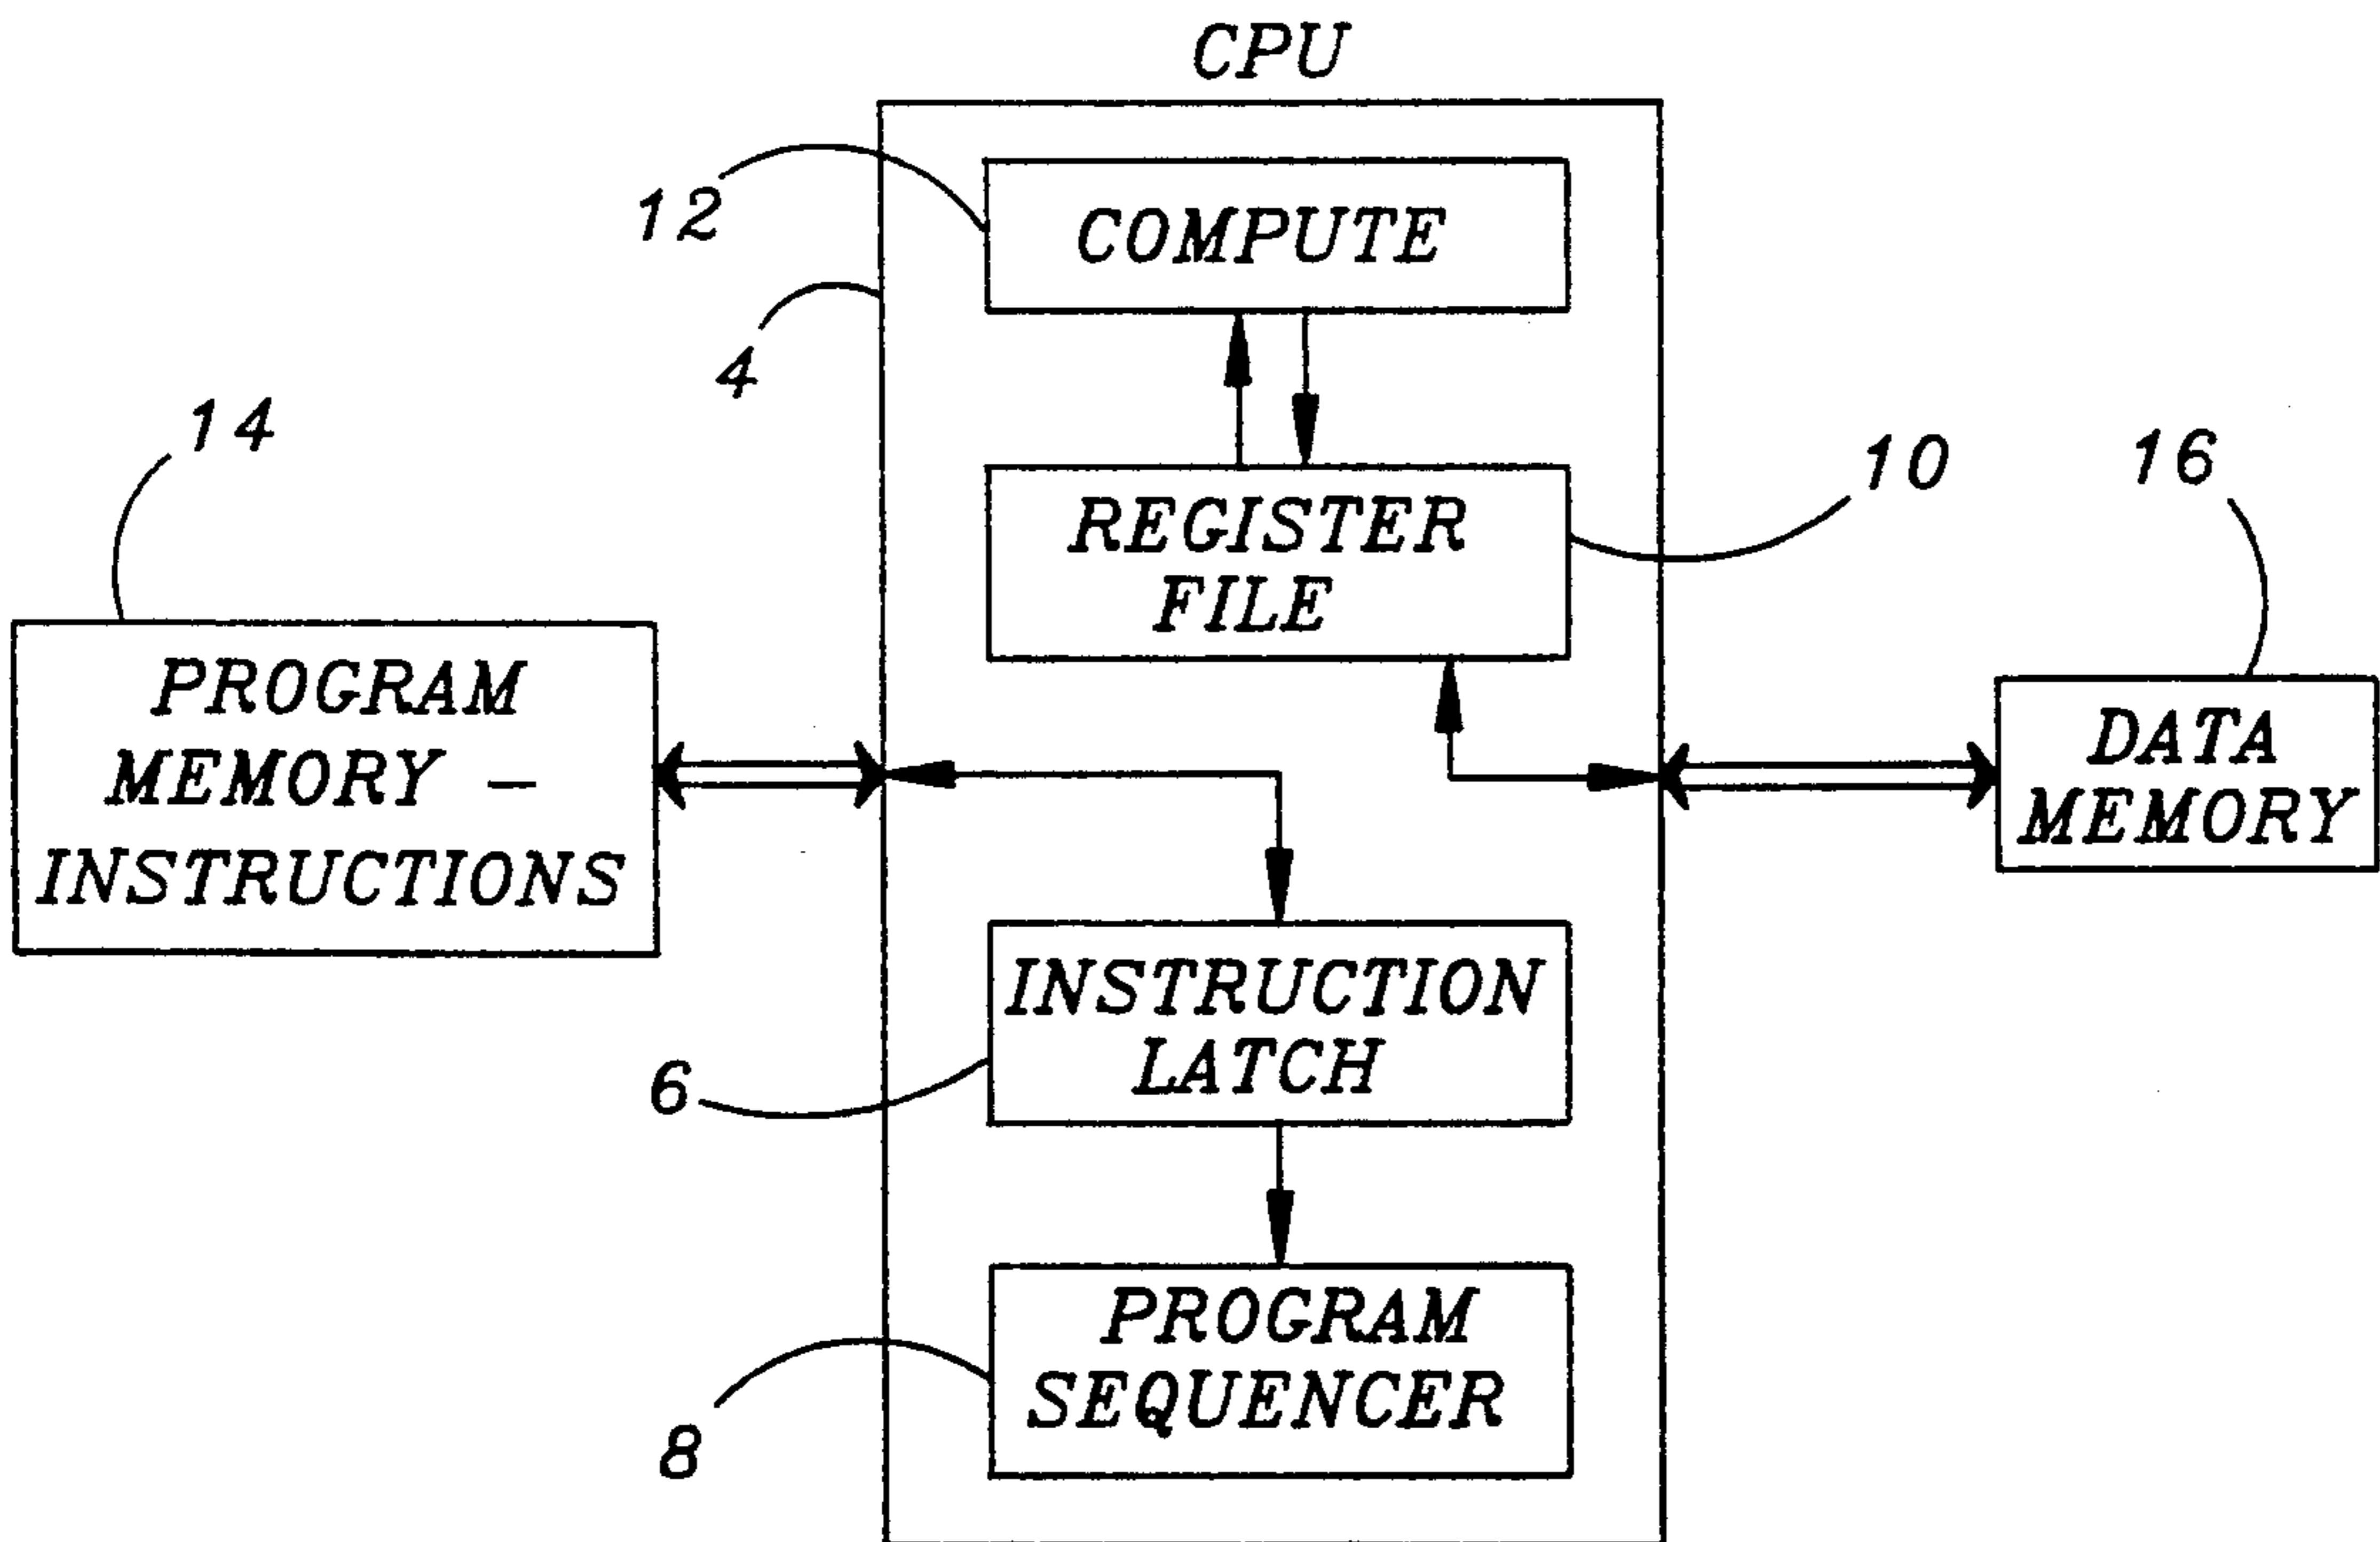 CPU
12
COMPUTE
4
14
10
16
REGISTER
FILE
PROGRAM
MEMORY -
INSTRUCTIONS
DATA
MEMORY
INSTRUCTION
LATCH
6
PROGRAM
SEQUENCER
8